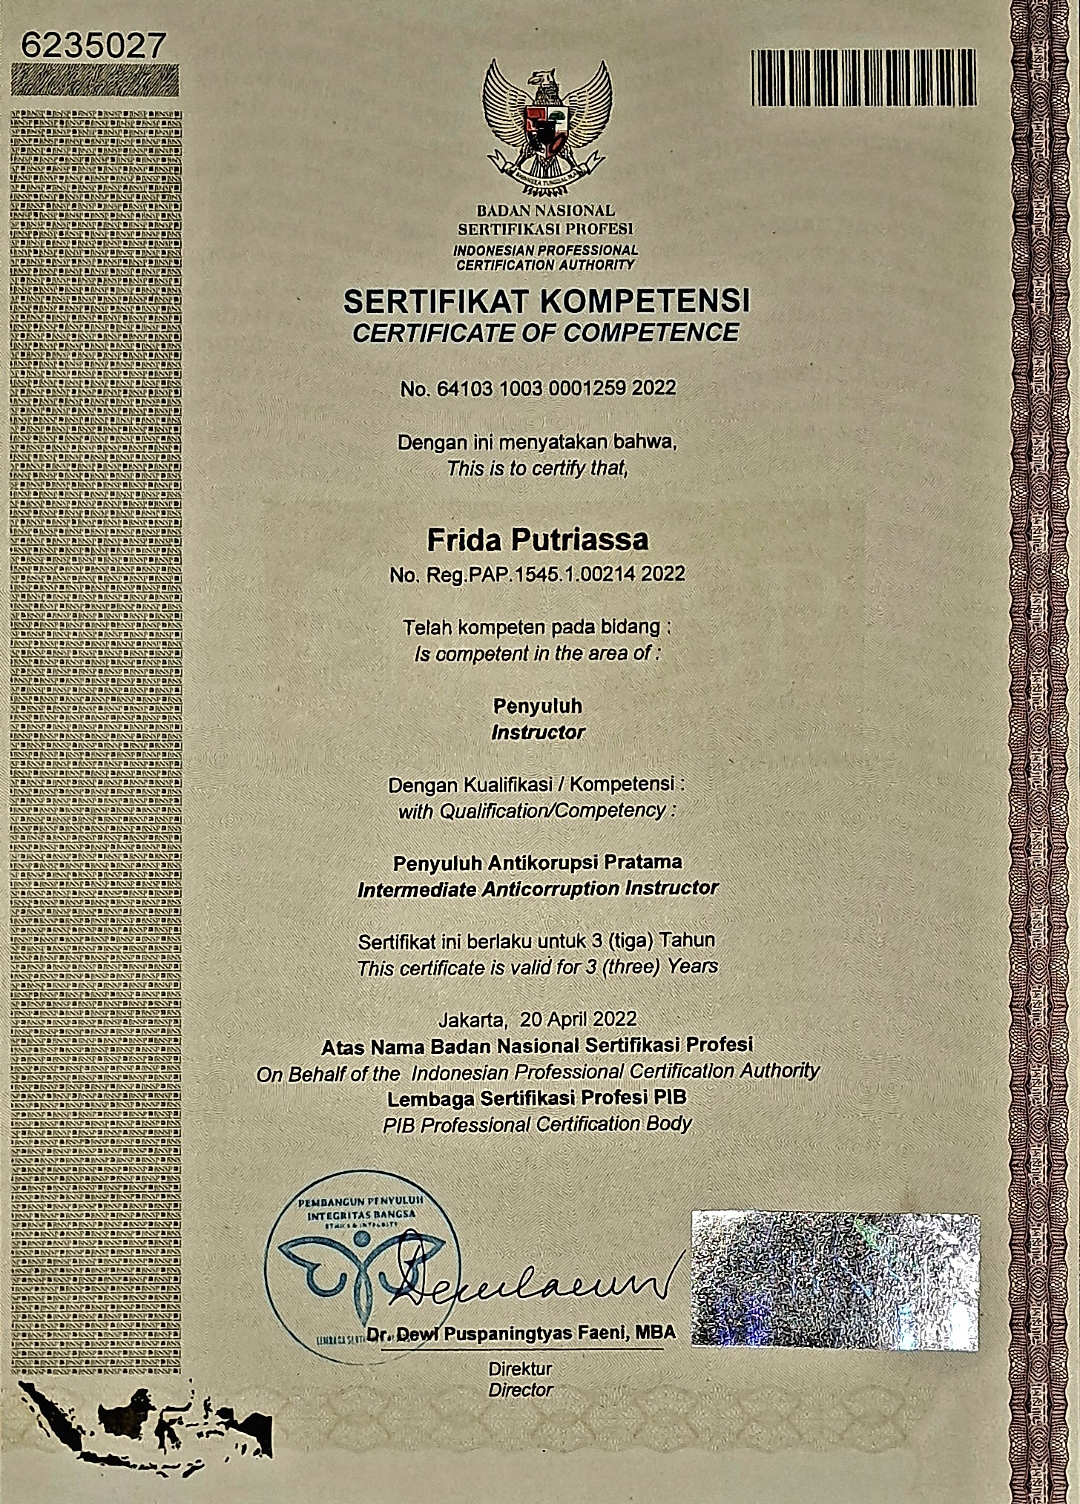 6235027
BADAN NASIONAL
SERTIFIKASI PROFESI
INDONESIAN PROFESSIONAL
CERTIFICATION AUTHORITY
SERTIFIKAT KOMPETENSI
CERTIFICATE OF COMPETENCE
No. 64103 1003 0001259 2022
Dengan ini menyatakan bahwa,
This is to certify that,
Frida Putriassa
No. Reg.PAP.1545.1.00214 2022
Telah kompeten pada bidang :
Is competent in the area of :
Penyuluh
Instructor
Dengan Kualifikasi / Kompetensi :
with Qualification/Competency :
Penyuluh Antikorupsi Pratama
Intermediate Anticorruption Instructor
Sertifikat ini berlaku untuk 3 (tiga) Tahun
This certificate is valid for 3 (three) Years
Jakarta, 20 April 2022
Atas Nama Badan Nasional Sertifikasi Profesi
On Behalf of the Indonesian Professional Certification Authority
Lembaga Sertifikasi Profesi PIB
PIB Professional Certification Body
PEMBANGUN PENYULUH
INTEGRITAS BANGSA
ETHICS & INTEGRITY
LEMBAGA
Dr. Dewi Puspaningtyas Faeni, MBA
Direktur
Director